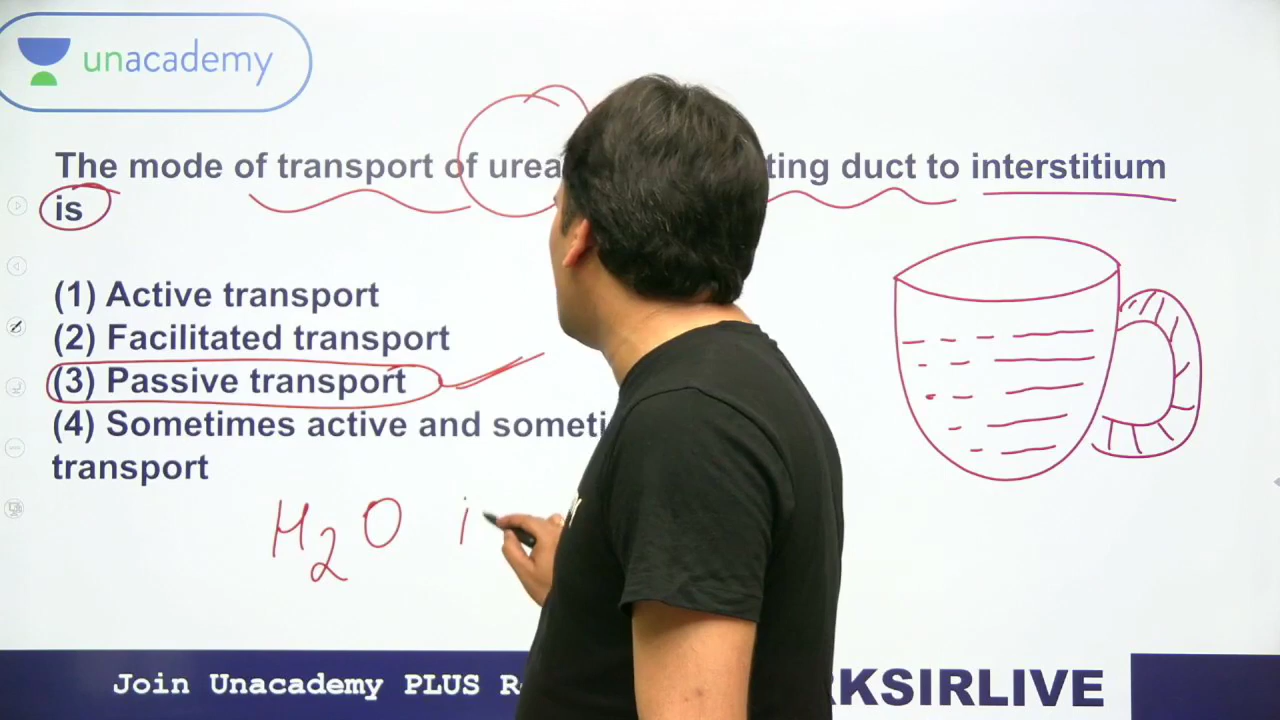 unacademy
The mode of transport of urea ting duct to interstitium
is
(1) Active transport
(2) Facilitated transport
(3) Passive transport
(4) Sometimes active and someti
transport
H2O i
Join Unacademy PLUS R RKSIRLIVE